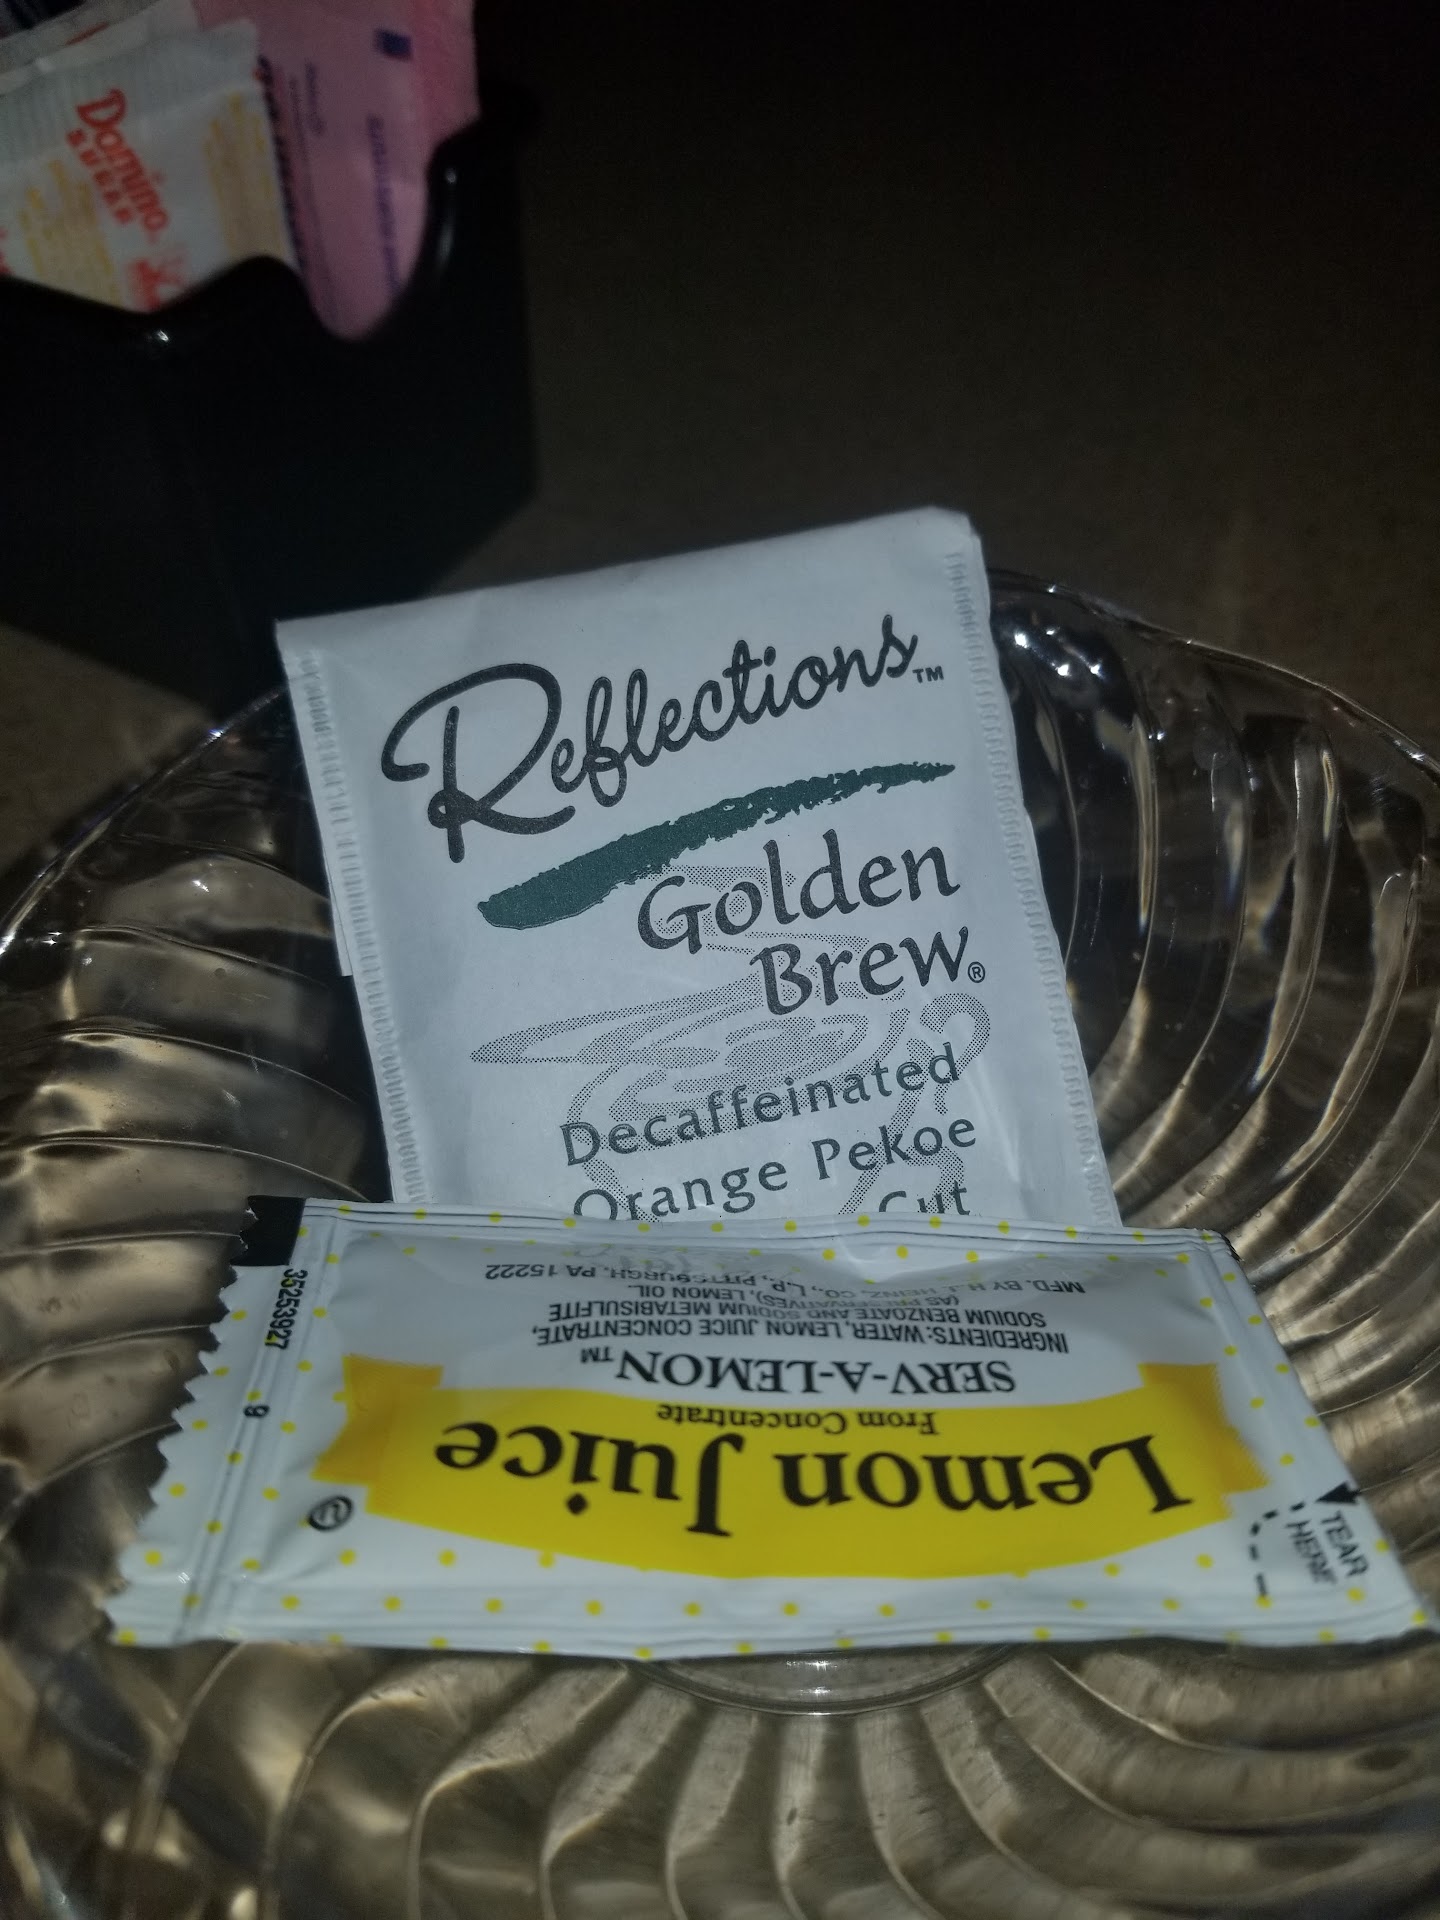 Domino
SUGAR
Reflections™
Golden
Brew®
Decaffeinated
Orange Pekoe
Cut
Lemon Juice
From Concentrate
SERV-A-LEMON™
INGREDIENTS: WATER, LEMON JUICE CONCENTRATE,
SODIUM BENZOATE AND SODIUM METABISULFITE
(AS PRESERVATIVES), LEMON OIL.
MFD. BY H.J. HEINZ, CO., L.P., PITTSBURGH, PA 15222
TEAR
HERE
35253927
9